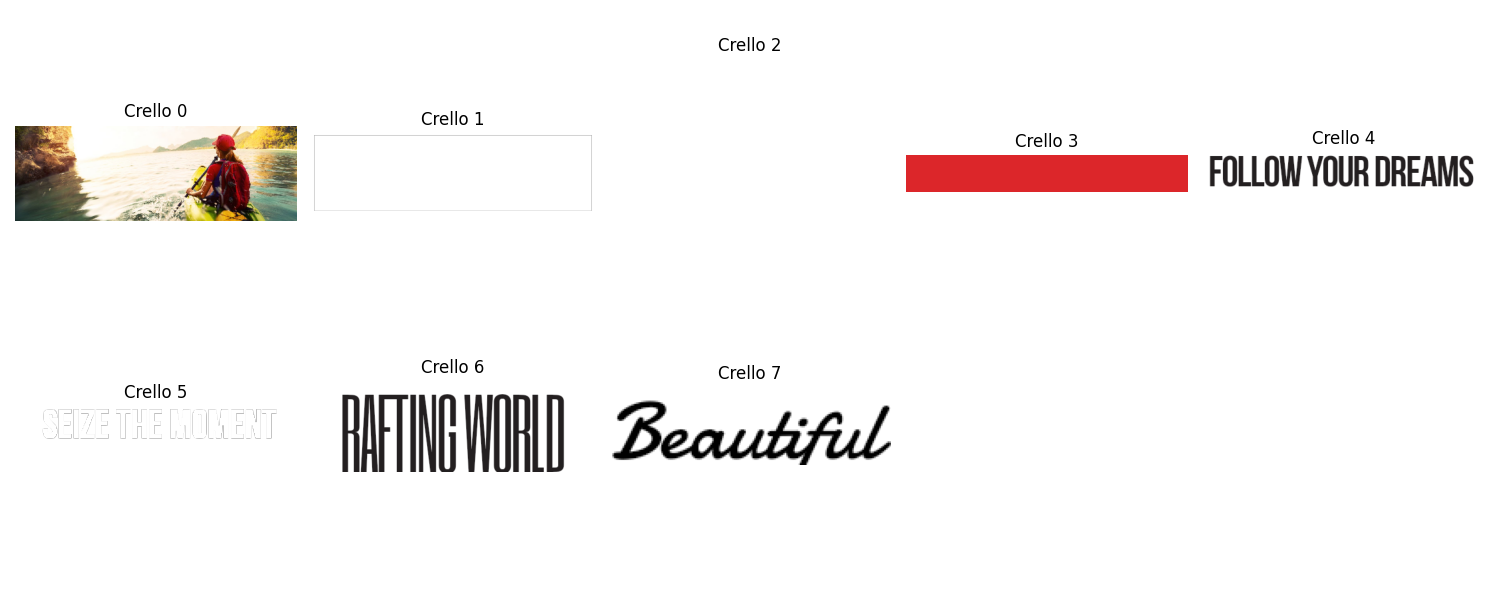 Crello 2
Crello 0
Crello 1
Crello 3
Crello 4
FOLLOW YOUR DREAMS
Crello 5
SEIZE THE MOMENT
Crello 6
RAFTING WORLD
Crello 7
Beautiful